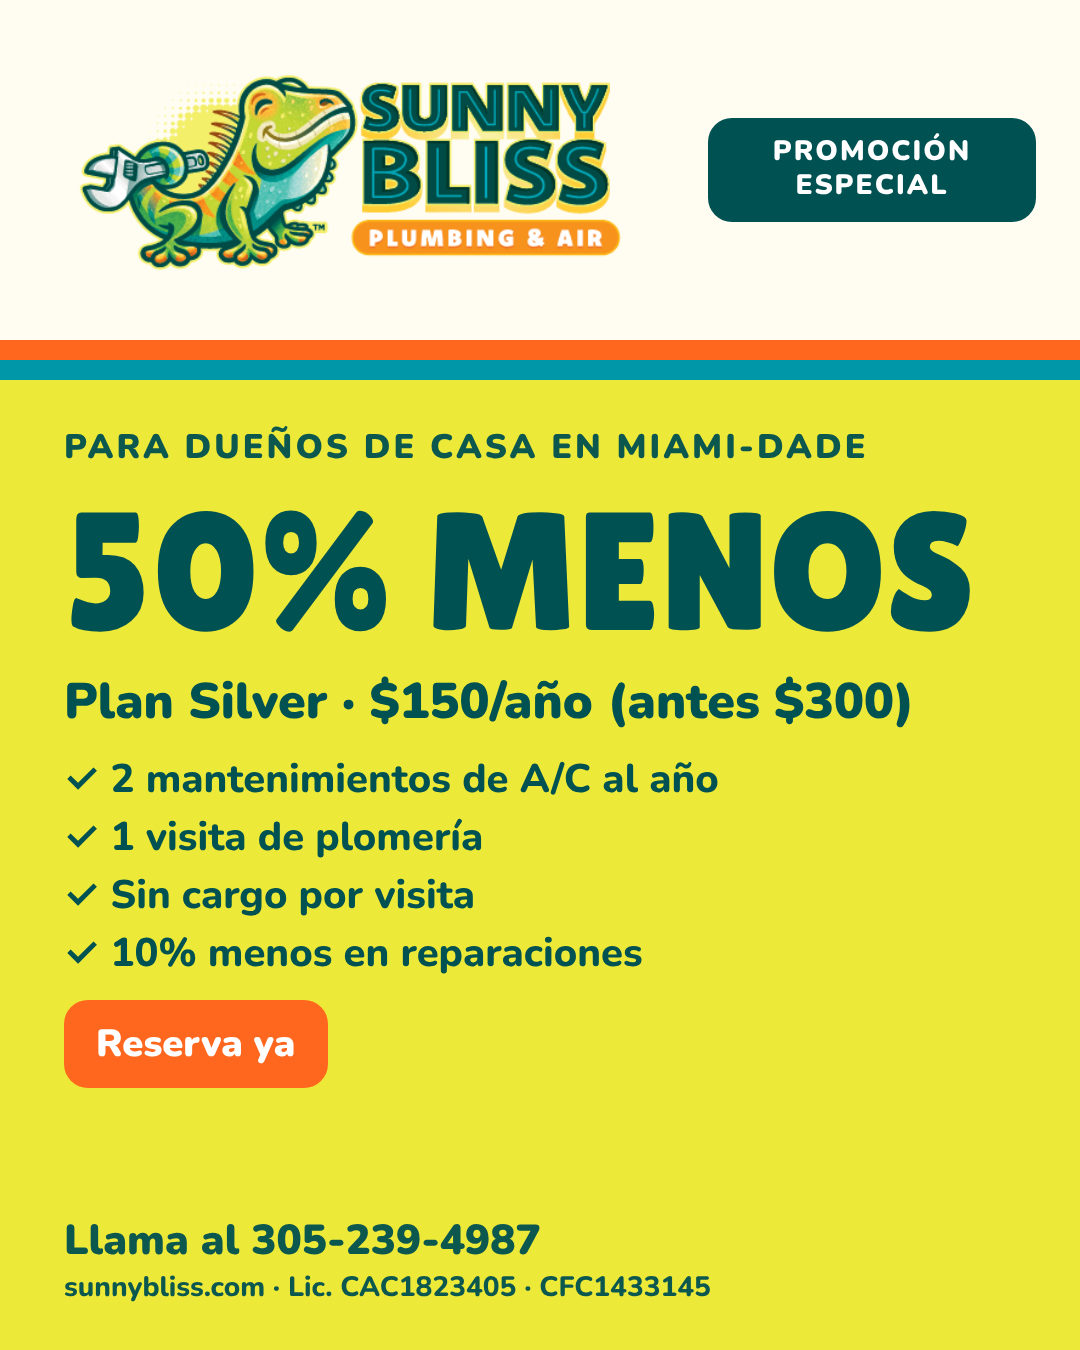 SUNNY
BLISS
PLUMBING & AIR
TM
PROMOCIÓN
ESPECIAL
PARA DUEÑOS DE CASA EN MIAMI-DADE
50% MENOS
Plan Silver · $150/año (antes $300)
✓ 2 mantenimientos de A/C al año
✓ 1 visita de plomería
✓ Sin cargo por visita
✓ 10% menos en reparaciones
Reserva ya
Llama al 305-239-4987
sunnybliss.com · Lic. CAC1823405 · CFC1433145